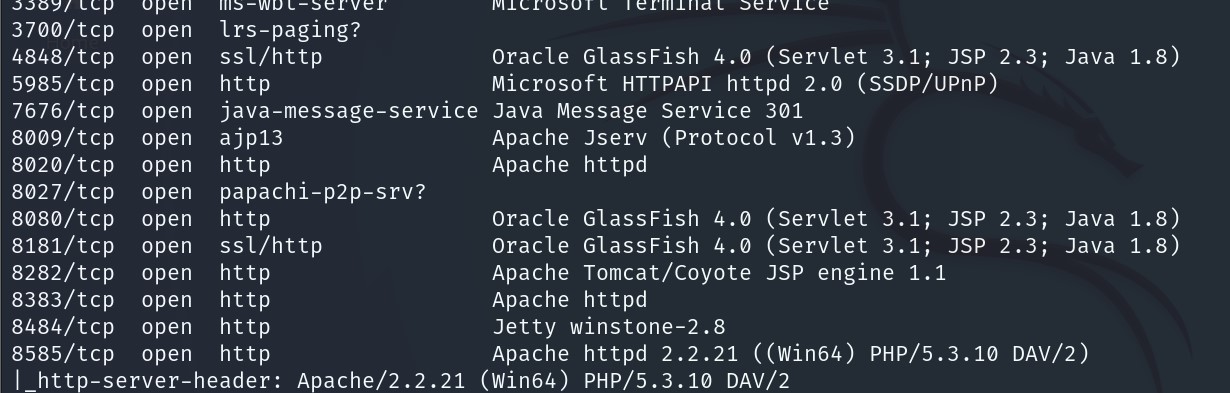 3389/tcp open ms-wbt-server Microsoft Terminal Service
3700/tcp open lrs-paging?
4848/tcp open ssl/http Oracle GlassFish 4.0 (Servlet 3.1; JSP 2.3; Java 1.8)
5985/tcp open http Microsoft HTTPAPI httpd 2.0 (SSDP/UPnP)
7676/tcp open java-message-service Java Message Service 301
8009/tcp open ajp13 Apache Jserv (Protocol v1.3)
8020/tcp open http Apache httpd
8027/tcp open papachi-p2p-srv?
8080/tcp open http Oracle GlassFish 4.0 (Servlet 3.1; JSP 2.3; Java 1.8)
8181/tcp open ssl/http Oracle GlassFish 4.0 (Servlet 3.1; JSP 2.3; Java 1.8)
8282/tcp open http Apache Tomcat/Coyote JSP engine 1.1
8383/tcp open http Apache httpd
8484/tcp open http Jetty winstone-2.8
8585/tcp open http Apache httpd 2.2.21 ((Win64) PHP/5.3.10 DAV/2)
|_http-server-header: Apache/2.2.21 (Win64) PHP/5.3.10 DAV/2